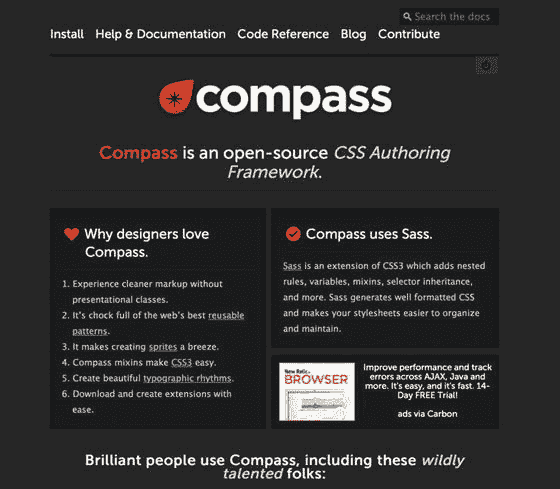 Search the docs
Install Help & Documentation Code Reference Blog Contribute
compass
Compass is an open-source CSS Authoring
Framework.
Why designers love
Compass.
1. Experience cleaner markup without
presentational classes.
2. It's chock full of the web's best reusable
patterns.
3. It makes creating sprites a breeze.
4. Compass mixins make CSS3 easy.
5. Create beautiful typographic rhythms.
6. Download and create extensions with
ease.
Compass uses Sass.
Sass is an extension of CSS3 which adds nested
rules, variables, mixins, selector inheritance,
and more. Sass generates well formatted CSS
and makes your stylesheets easier to organize
and maintain.
New Relic
BROWSER
Improve performance and track
errors across AJAX, Java and
more. It's easy, and it's fast. 14-
Day FREE Trial!
ads via Carbon
Brilliant people use Compass, including these wildly
talented folks: